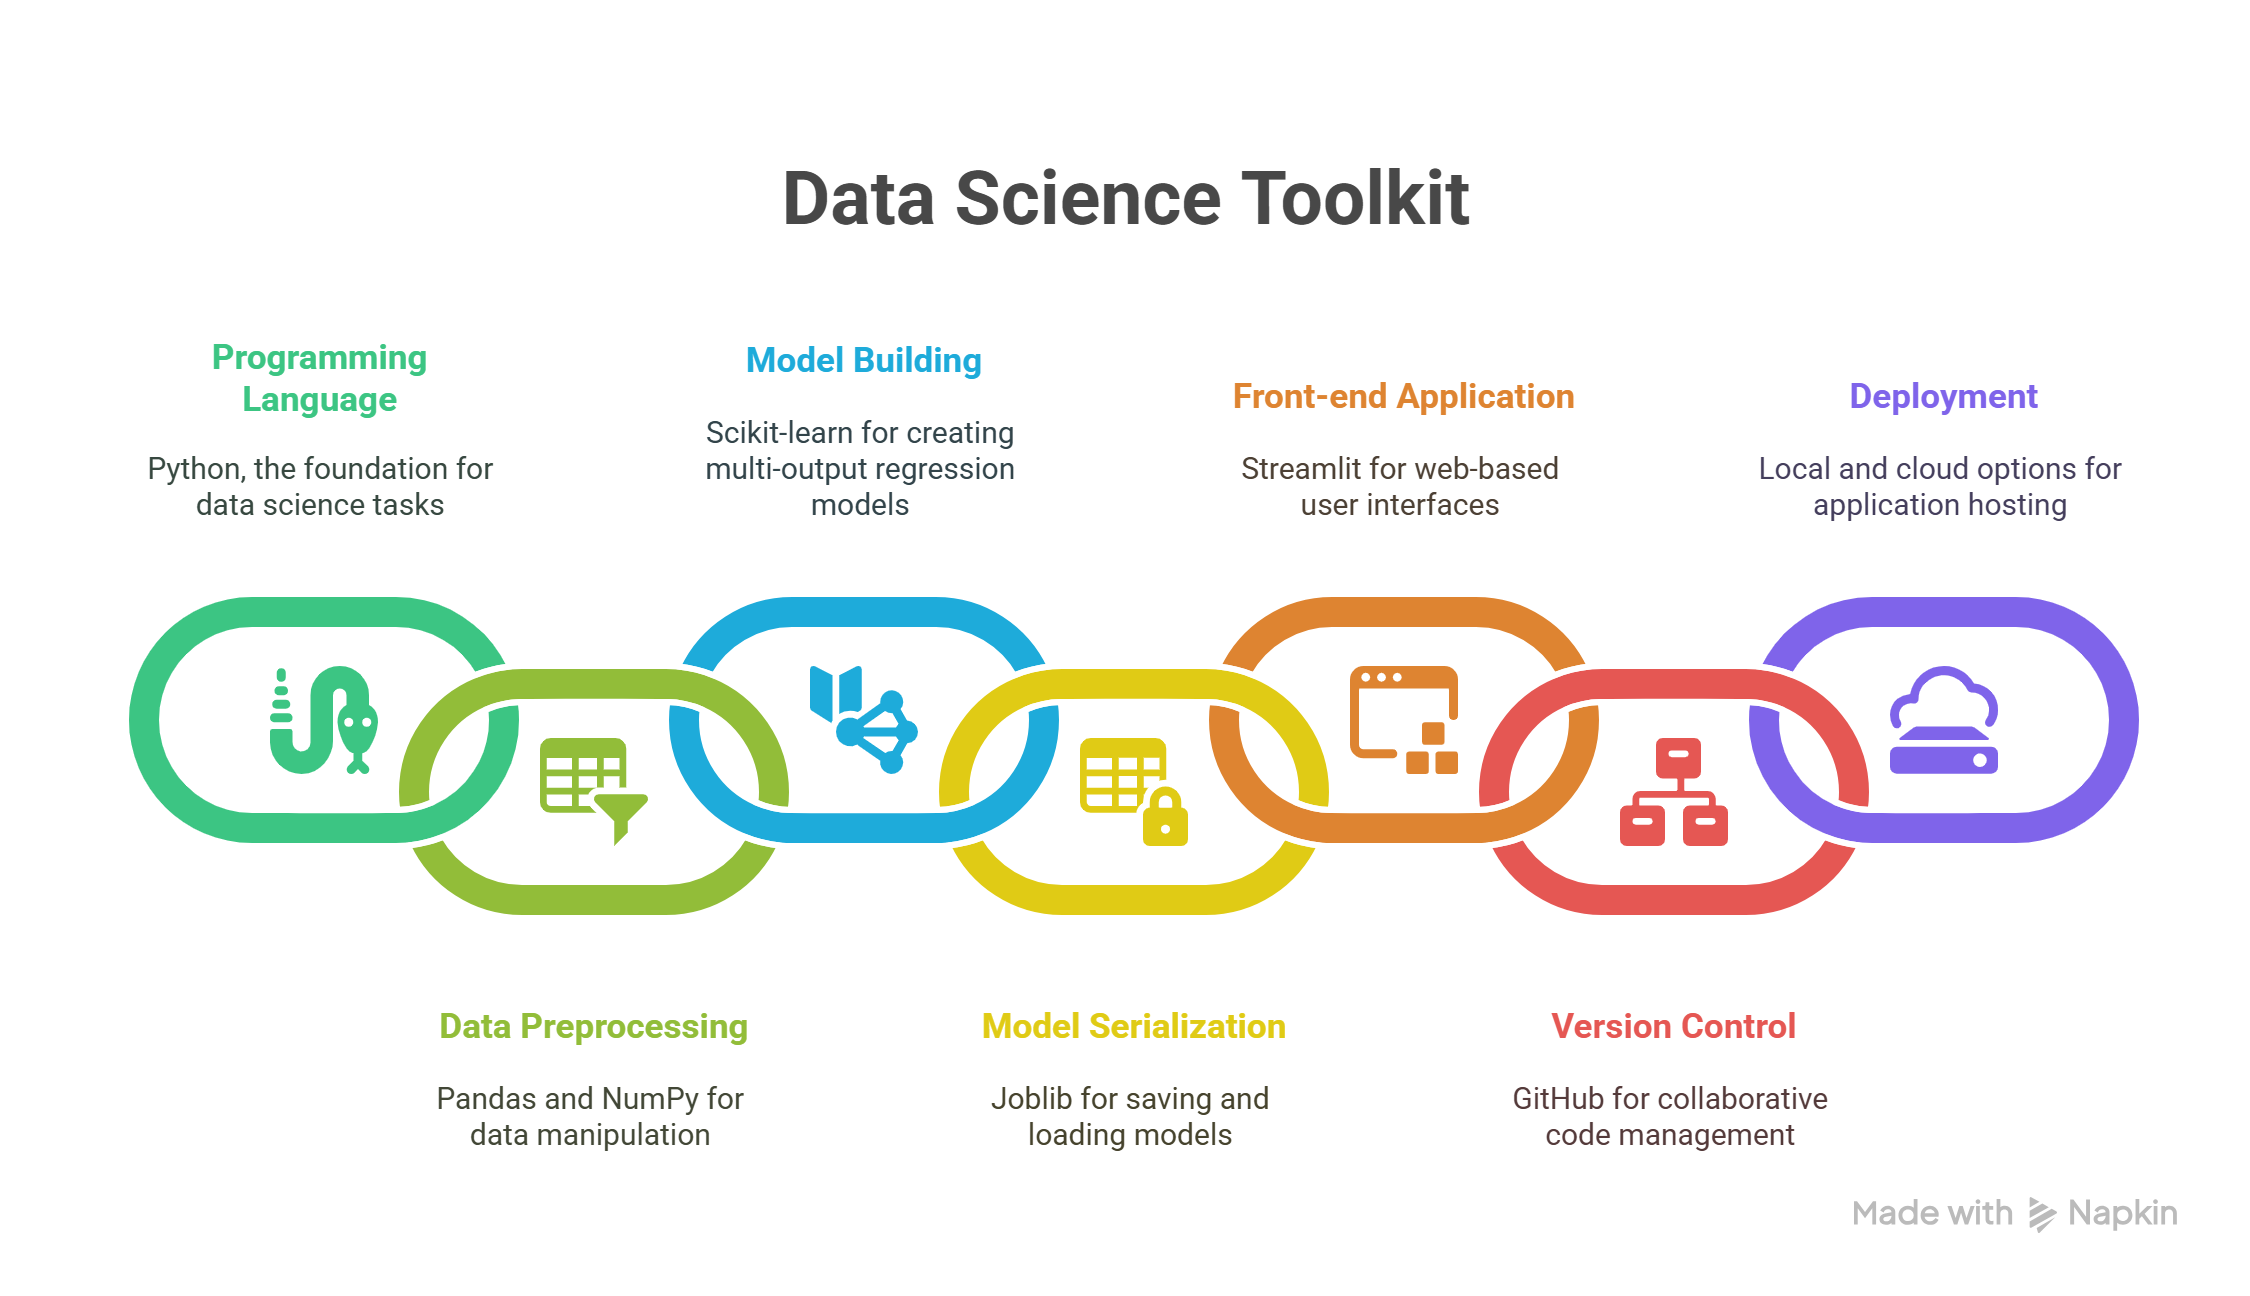 Data Science Toolkit
Programming
Language
Python, the foundation for
data science tasks
Model Building
Scikit-learn for creating
multi-output regression
models
Front-end Application
Streamlit for web-based
user interfaces
Deployment
Local and cloud options for
application hosting
Data Preprocessing
Pandas and NumPy for
data manipulation
Model Serialization
Joblib for saving and
loading models
Version Control
GitHub for collaborative
code management
Made with Napkin